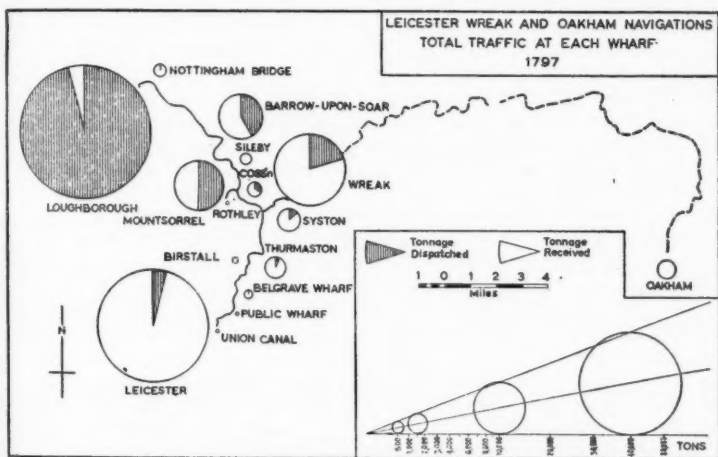 LEICESTER WREAK AND OAKHAM NAVIGATIONS
TOTAL TRAFFIC AT EACH WHARF
1797
NOTTINGHAM BRIDGE
BARROW-UPON-SOAR
SILEBY
WREAK
LOUGHBOROUGH
MOUNTSORREL
ROTHLEY
SYSTON
BIRSTALL
THURMASTON
BELGRAVE WHARF
PUBLIC WHARF
UNION CANAL
LEICESTER
N
OAKHAM
Tonnage
Dispatched
Tonnage
Received
1 0 1 2 3 4
Miles
TONS